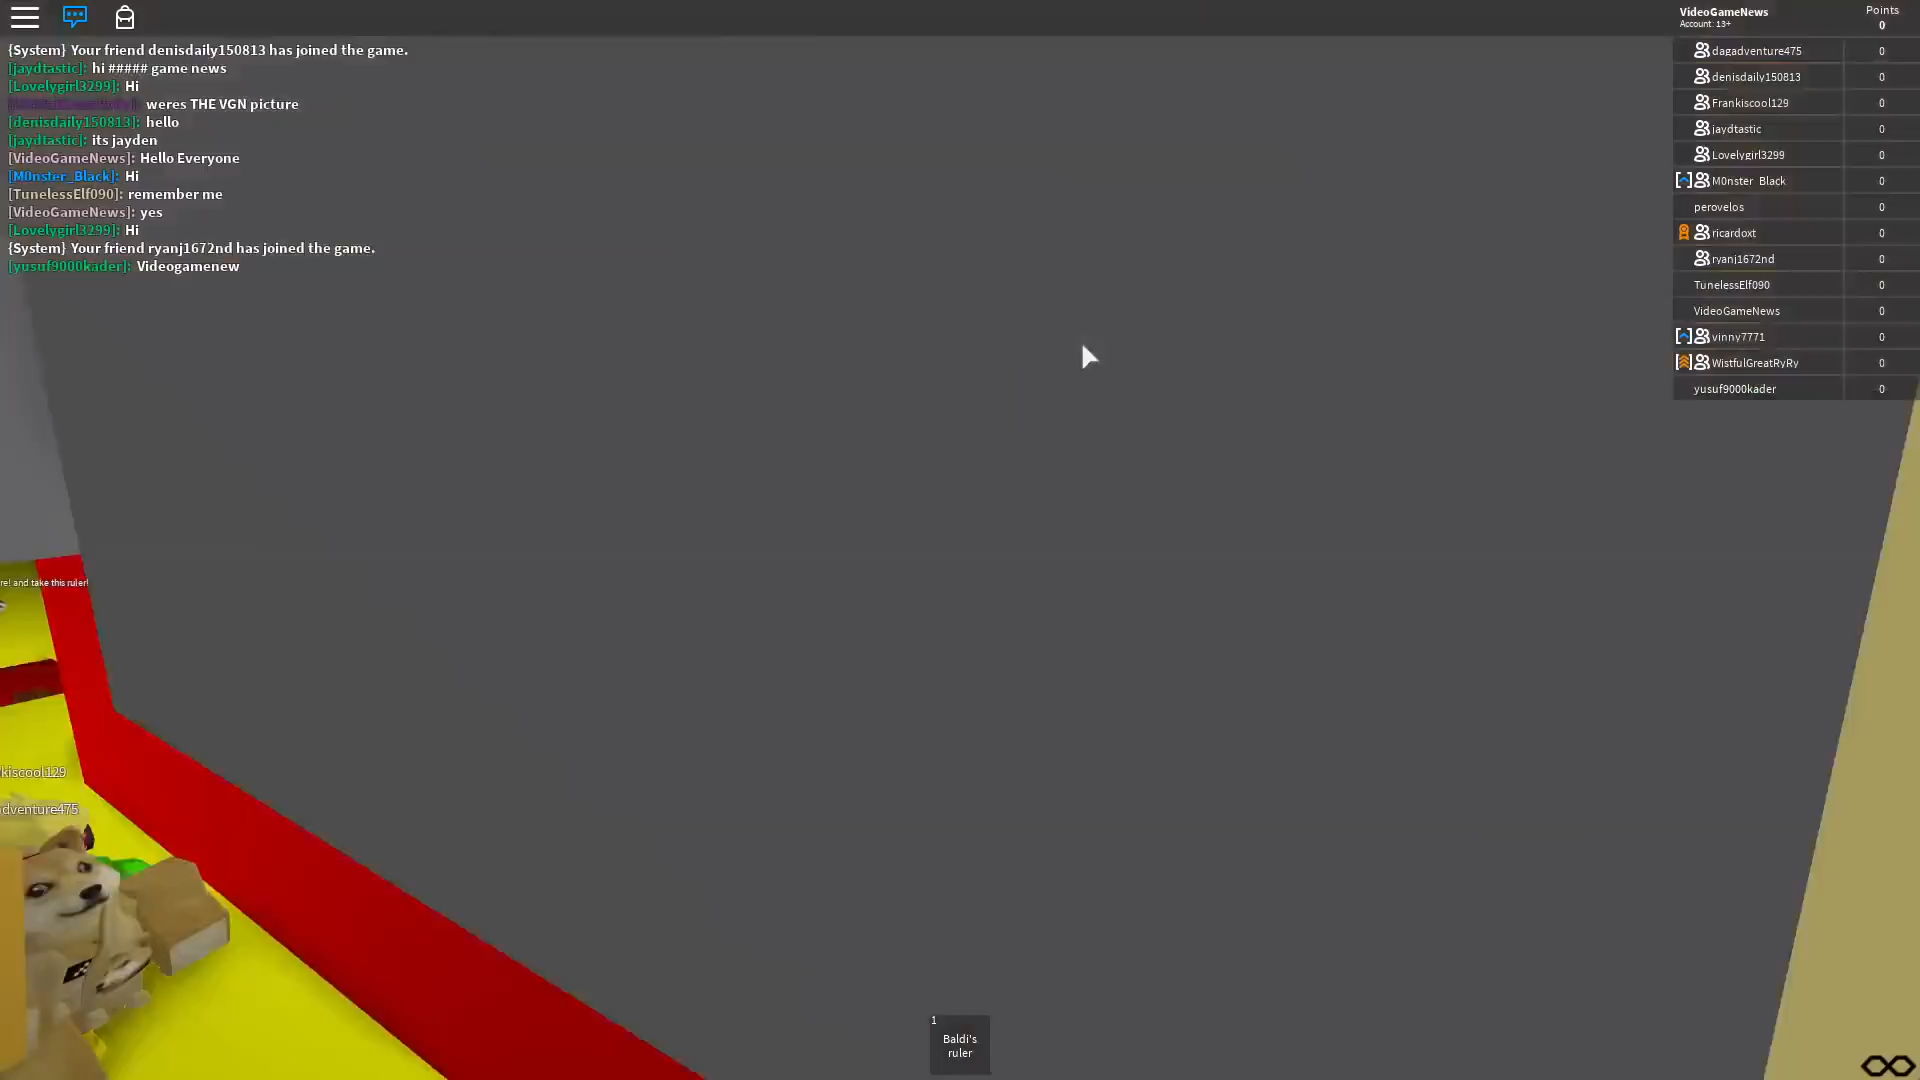 {System} Your friend denisdaily150813 has joined the game.
[jaydtastic]: hi ##### game news
[Lovelygirl3299]: Hi
weres THE VGN picture
[denisdaily150813]: hello
[jaydtastic]: its jayden
[VideoGameNews]: Hello Everyone
[M0nster_Black]: Hi
[TunelessElf090]: remember me
[VideoGameNews]: yes
[Lovelygirl3299]: Hi
{System} Your friend ryanj1672nd has joined the game.
[yusuf9000kader]: Videogamenew
VideoGameNews Points
Account: 13+ 0
dagadventure475 0
denisdaily150813 0
Frankiscool129 0
jaydtastic 0
Lovelygirl3299 0
M0nster_Black 0
perovelos 0
ricardoxt 0
ryanj1672nd 0
TunelessElf090 0
VideoGameNews 0
vinny7771 0
WistfulGreatRyRy 0
yusuf9000kader 0
re! and take this ruler!
kiscool129
dventure475
1
Baldi's
ruler